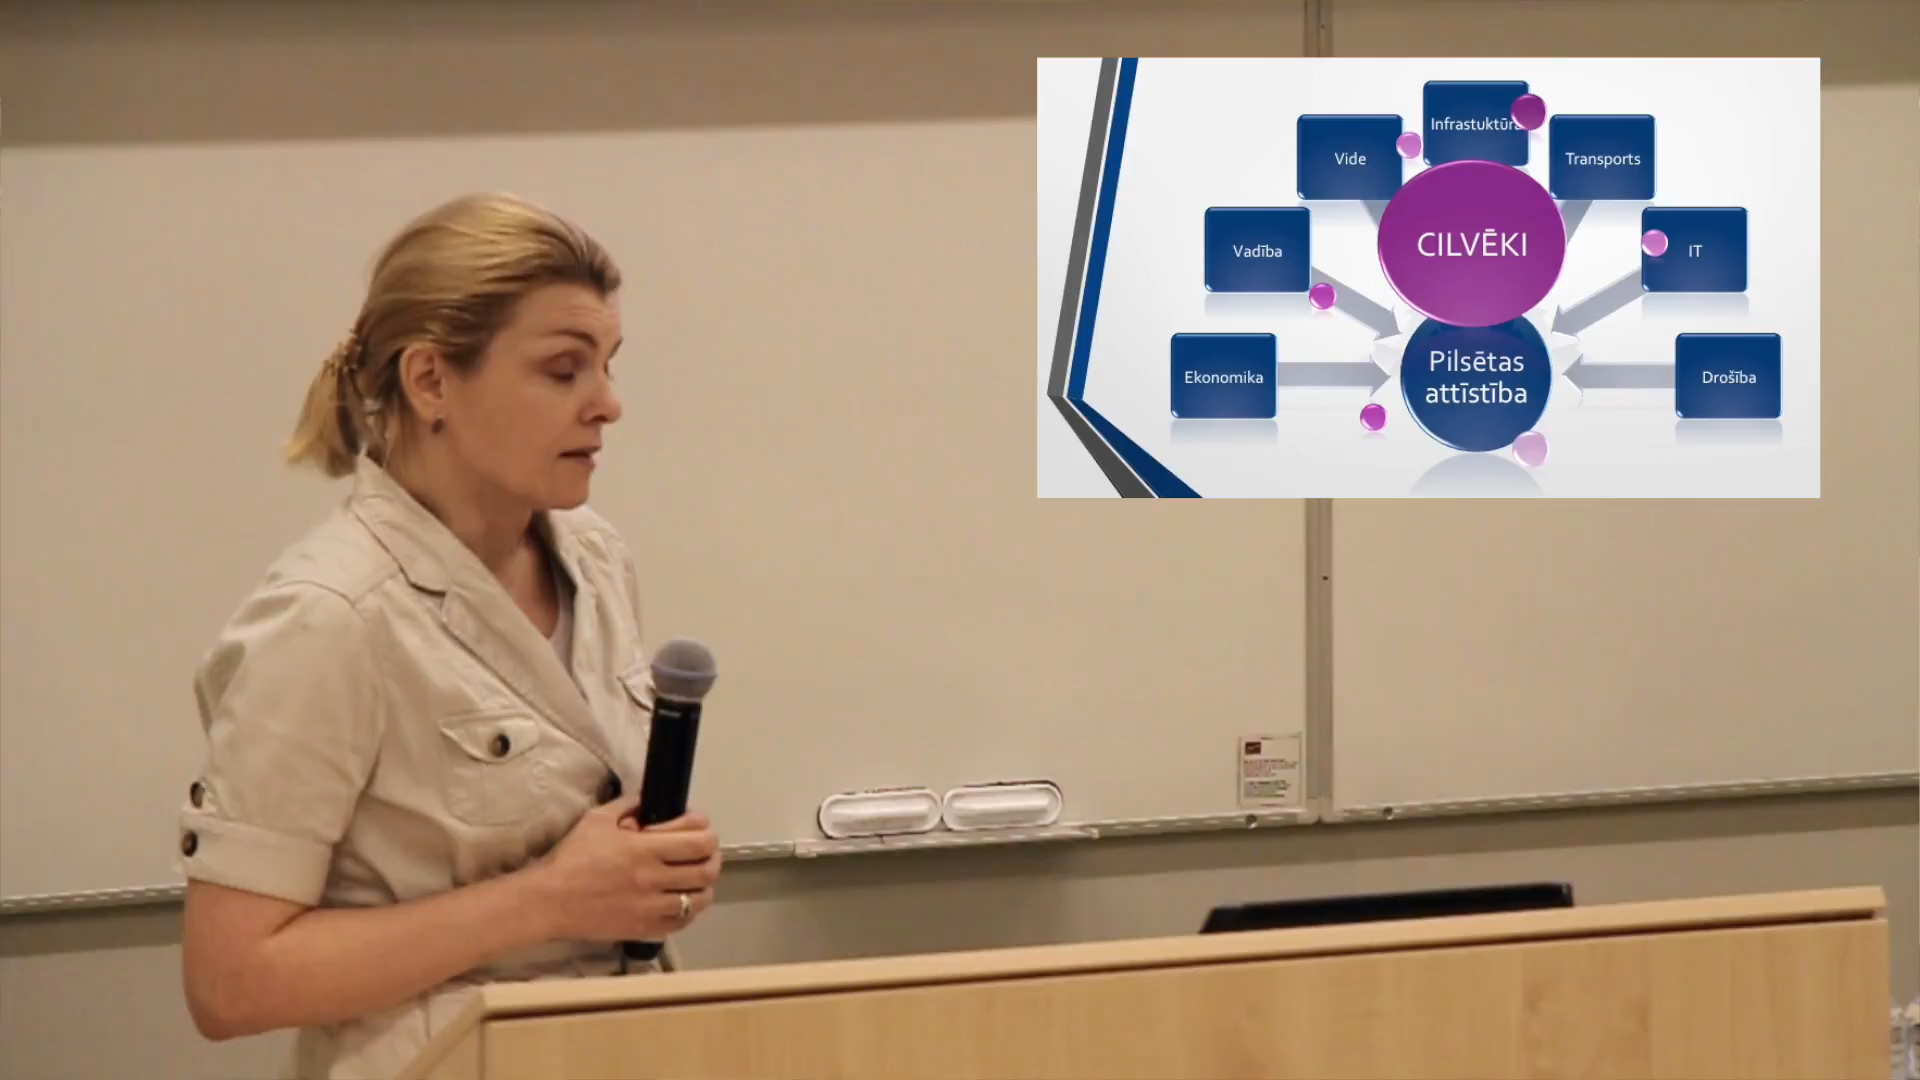 Infrastuktūra
Vide
Transports
CILVĒKI
Vadība
IT
Pilsētas
attīstība
Ekonomika
Drošība